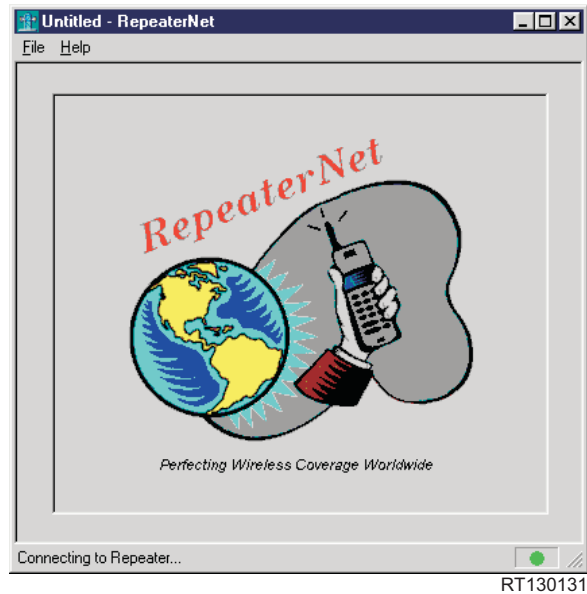 Untitled - RepeaterNet
File Help
RepeaterNet
Perfecting Wireless Coverage Worldwide
Connecting to Repeater...
RT130131